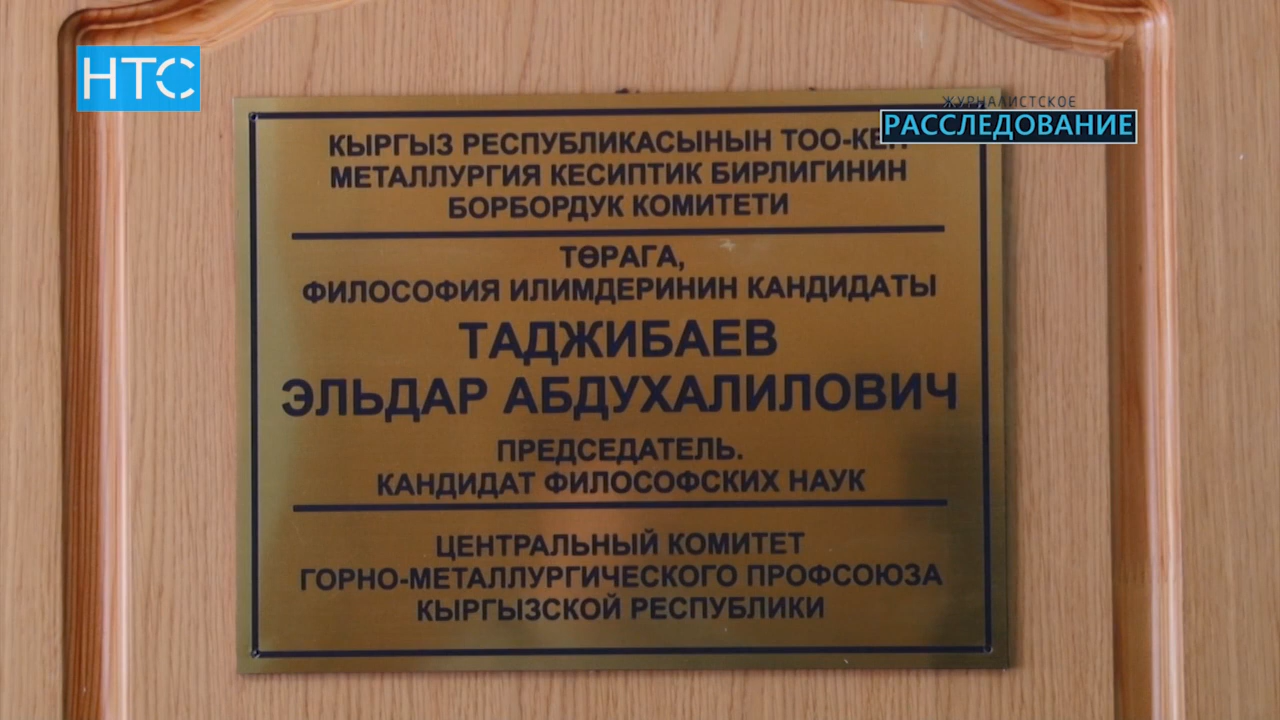 НТС
ЖУРНАЛИСТСКОЕ
РАССЛЕДОВАНИЕ
КЫРГЫЗ РЕСПУБЛИКАСЫНЫН ТОО-КЕН
МЕТАЛЛУРГИЯ КЕСИПТИК БИРЛИГИНИН
БОРБОРДУК КОМИТЕТИ
ТӨРАГА,
ФИЛОСОФИЯ ИЛИМДЕРИНИН КАНДИДАТЫ
ТАДЖИБАЕВ
ЭЛЬДАР АБДУХАЛИЛОВИЧ
ПРЕДСЕДАТЕЛЬ.
КАНДИДАТ ФИЛОСОФСКИХ НАУК
ЦЕНТРАЛЬНЫЙ КОМИТЕТ
ГОРНО-МЕТАЛЛУРГИЧЕСКОГО ПРОФСОЮЗА
КЫРГЫЗСКОЙ РЕСПУБЛИКИ